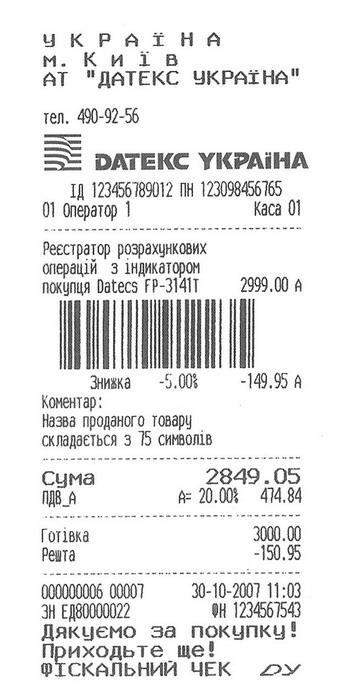 УКРАЇНА
м. Київ
АТ "ДАТЕКС УКРАЇНА"
тел. 490-92-56
DATEКС УКРАЇНА
ІД 123456789012 ПН 123098456765
01 Оператор 1 Каса 01
Реєстратор розрахункових
операцій з індикатором
покупця Datecs FP-3141T 2999.00 А
Знижка -5.00% -149.95 А
Коментар:
Назва проданого товару
складається з 75 символів
Сума 2849.05
ПДВ_А А= 20.00% 474.84
Готівка 3000.00
Решта -150.95
000000006 00007 30-10-2007 11:03
ЗН ЕД80000022 ФН 1234567543
Дякуємо за покупку!
Приходьте ще!
ФІСКАЛЬНИЙ ЧЕК ДУ